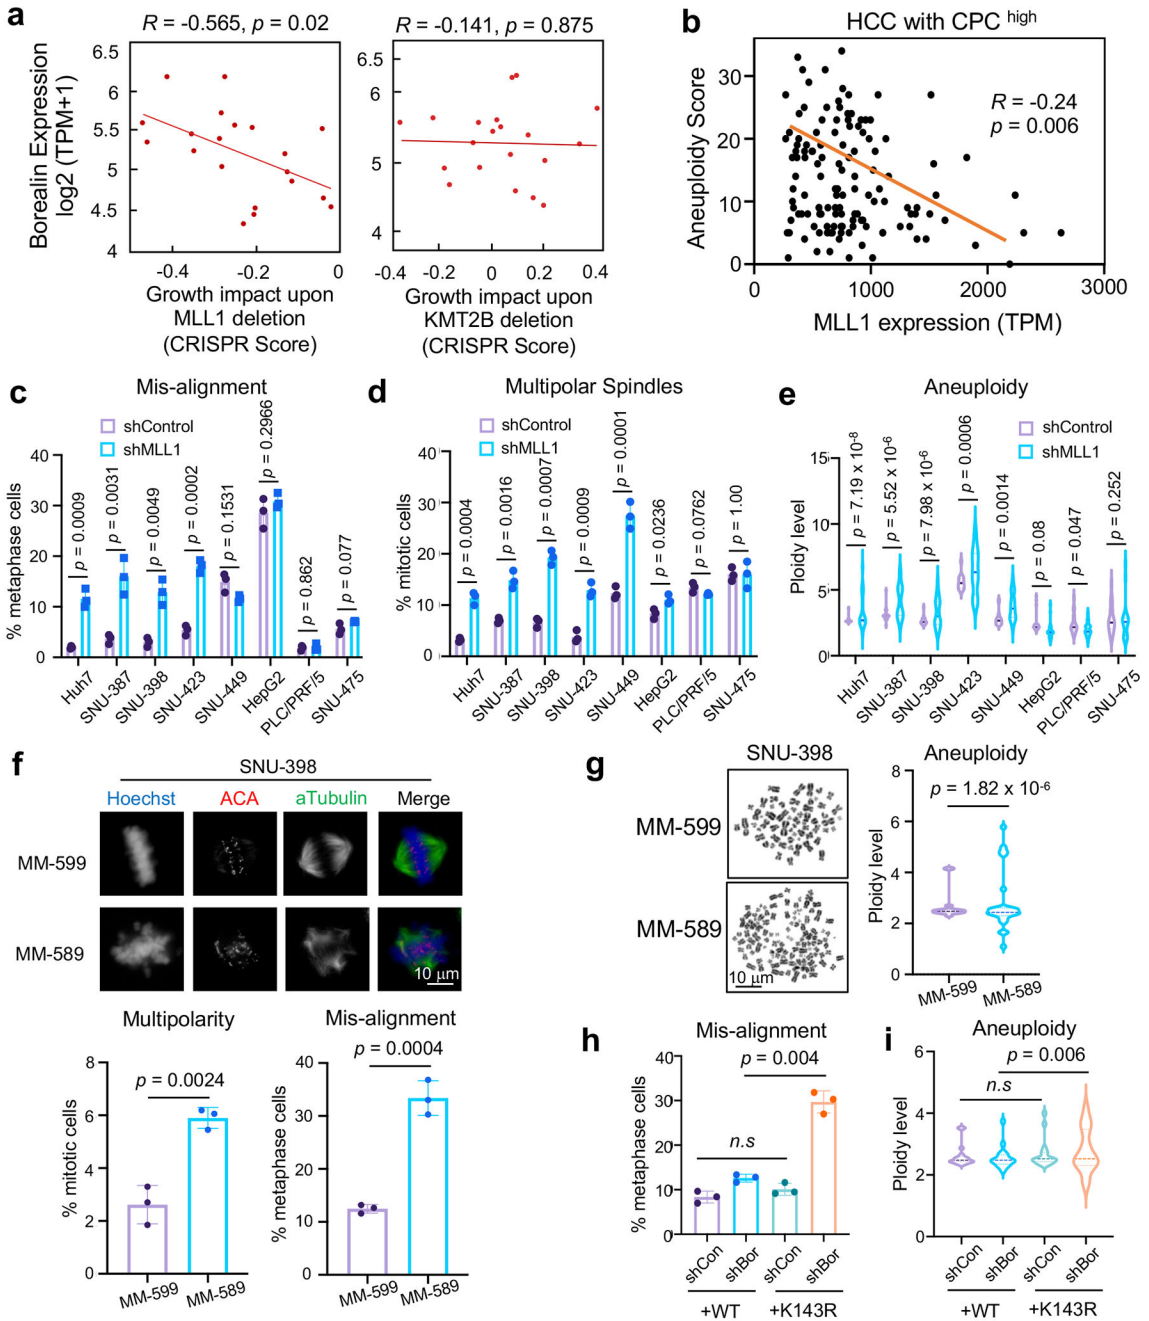 a
R = -0.565, p = 0.02
R = -0.141, p = 0.875
Borealin Expression
log2 (TPM+1)
6.5
6
5.5
5
4.5
4
-0.4
-0.2
0
Growth impact upon
MLL1 deletion
(CRISPR Score)
6.5
6
5
4
-0.4
-0.2
0
0.2
0.4
Growth impact upon
KMT2B deletion
(CRISPR Score)
b
HCC with CPC high
Aneuploidy Score
R = -0.24
p = 0.006
30
20
10
0
0
1000
2000
3000
MLL1 expression (TPM)
c
Mis-alignment
shControl
shMLL1
% metaphase cells
40
30
20
10
0
p = 0.0009
p = 0.0031
p = 0.0049
p = 0.0002
p = 0.1531
p = 0.2966
p = 0.862
p = 0.077
Huh7
SNU-387
SNU-398
SNU-423
SNU-449
HepG2
PLC/PRF/5
SNU-475
d
Multipolar Spindles
shControl
shMLL1
% mitotic cells
40
30
20
10
0
p = 0.0004
p = 0.0016
p = 0.0007
p = 0.0009
p = 0.0001
p = 0.0236
p = 0.0762
p = 1.00
Huh7
SNU-387
SNU-398
SNU-423
SNU-449
HepG2
PLC/PRF/5
SNU-475
e
Aneuploidy
shControl
shMLL1
Ploidy level
15
10
5
0
p = 7.19 x 10-8
p = 5.52 x 10-6
p = 7.98 x 10-6
p = 0.0006
p = 0.0014
p = 0.08
p = 0.047
p = 0.252
Huh7
SNU-387
SNU-398
SNU-423
SNU-449
HepG2
PLC/PRF/5
SNU-475
f
SNU-398
Hoechst
ACA
aTubulin
Merge
MM-599
MM-589
10 μm
Multipolarity
p = 0.0024
% mitotic cells
8
6
4
2
0
MM-599
MM-589
Mis-alignment
p = 0.0004
% metaphase cells
40
30
20
10
0
MM-599
MM-589
g
SNU-398
MM-599
MM-589
10 μm
Aneuploidy
p = 1.82 x 10-6
Ploidy level
8
6
4
2
0
MM-599
MM-589
h
Mis-alignment
p = 0.004
n.s
% metaphase cells
40
30
20
10
0
shCon
shBor
shCon
shBor
+WT
+K143R
i
Aneuploidy
p = 0.006
n.s
Ploidy level
6
4
2
0
shCon
shBor
shCon
shBor
+WT
+K143R